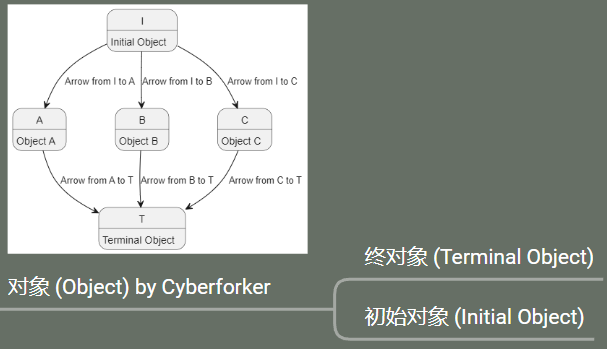 I
Initial Object
Arrow from I to A
Arrow from I to B
Arrow from I to C
A
Object A
B
Object B
C
Object C
Arrow from A to T
Arrow from B to T
Arrow from C to T
T
Terminal Object
对象 (Object) by Cyberforker
终对象 (Terminal Object)
初始对象 (Initial Object)